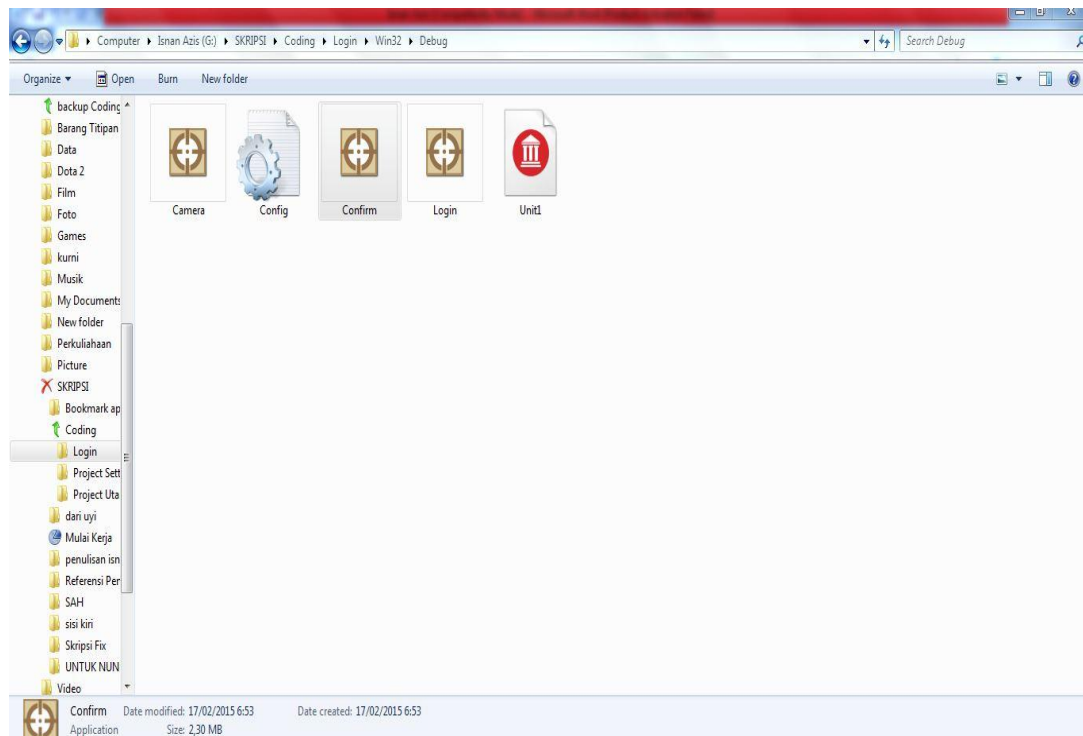 Computer ▸ Isnan Azis (G:) ▸ SKRIPSI ▸ Coding ▸ Login ▸ Win32 ▸ Debug
Search Debug
Organize Open Burn New folder
backup Coding
Barang Titipan
Data
Dota 2
Film
Foto
Games
kurni
Musik
My Documents
New folder
Perkuliahaan
Picture
SKRIPSI
Bookmark ap
Coding
Login
Project Sett
Project Uta
dari uyi
Mulai Kerja
penulisan isn
Referensi Per
SAH
sisi kiri
Skripsi Fix
UNTUK NUN
Video
Camera Config Confirm Login Unit1
Confirm Date modified: 17/02/2015 6:53 Date created: 17/02/2015 6:53
Application Size: 2,30 MB